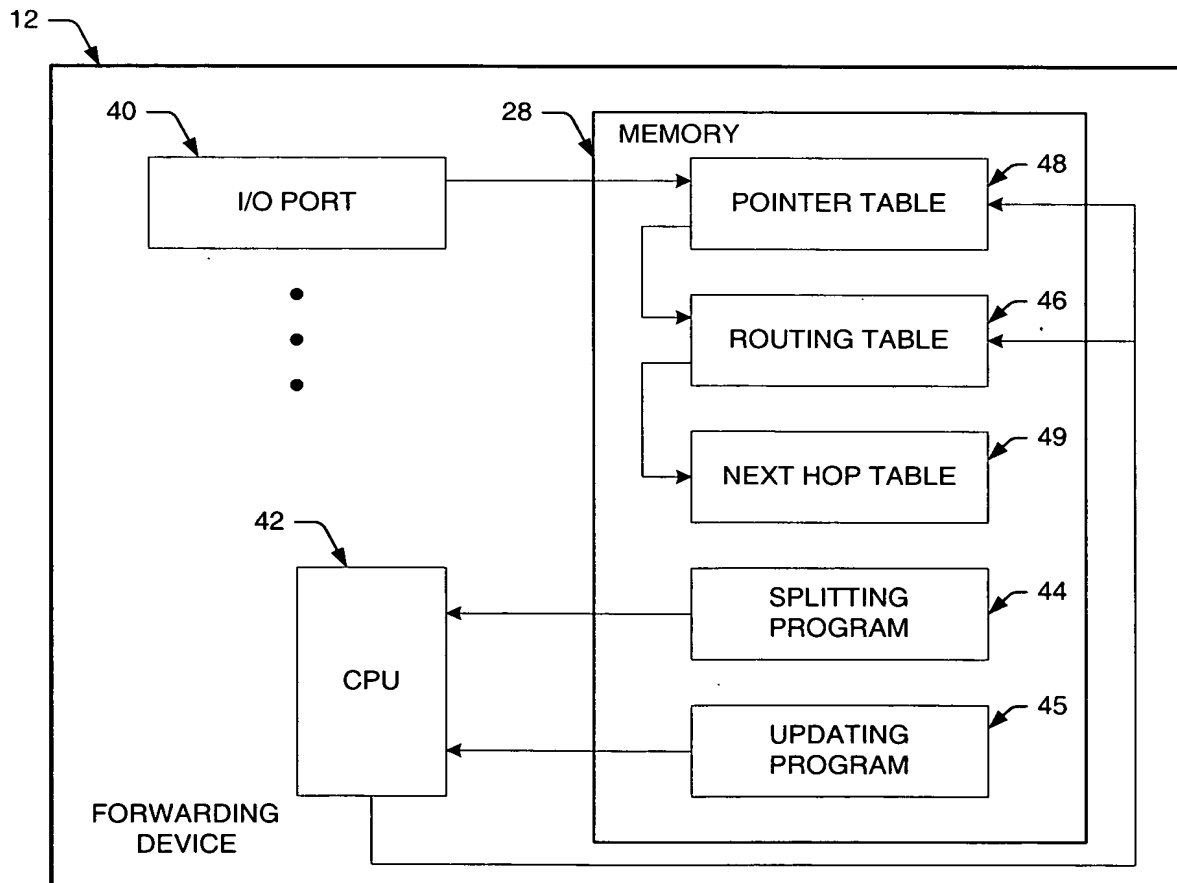 12
40
28
MEMORY
I/O PORT
POINTER TABLE
48
ROUTING TABLE
46
NEXT HOP TABLE
49
42
CPU
SPLITTING
PROGRAM
44
UPDATING
PROGRAM
45
FORWARDING
DEVICE